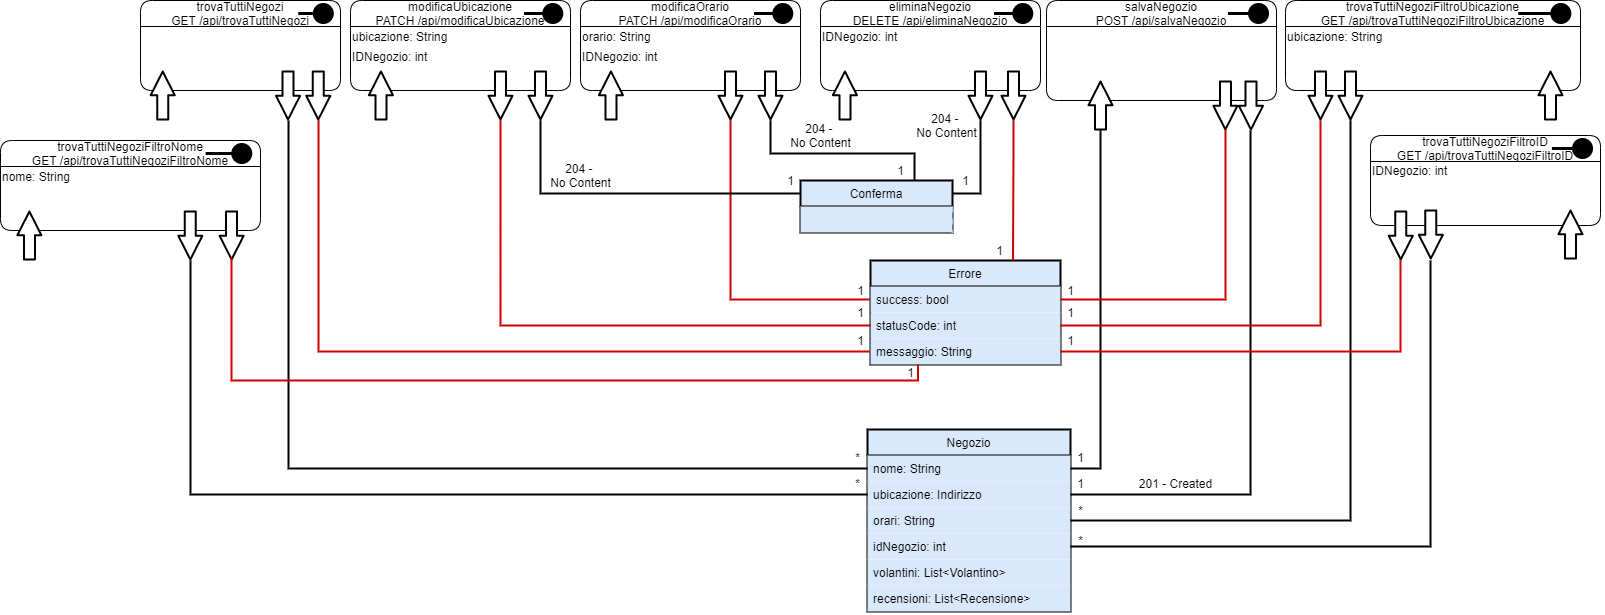 trovaTuttiNegozi
GET /api/trovaTuttiNegozi
modificaUbicazione
PATCH /api/modificaUbicazione
ubicazione: String
IDNegozio: int
modificaOrario
PATCH /api/modificaOrario
orario: String
IDNegozio: int
eliminaNegozio
DELETE /api/eliminaNegozio
IDNegozio: int
salvaNegozio
POST /api/salvaNegozio
trovaTuttiNegoziFiltroUbicazione
GET /api/trovaTuttiNegoziFiltroUbicazione
ubicazione: String
trovaTuttiNegoziFiltroNome
GET /api/trovaTuttiNegoziFiltroNome
nome: String
trovaTuttiNegoziFiltroID
GET /api/trovaTuttiNegoziFiltroID
IDNegozio: int
204 -
No Content
204 -
No Content
204 -
No Content
1
1
1
Conferma
1
Errore
success: bool
statusCode: int
messaggio: String
1
1
1
1
1
1
1
Negozio
nome: String
ubicazione: Indirizzo
orari: String
idNegozio: int
volantini: List<Volantino>
recensioni: List<Recensione>
*
*
1
1
201 - Created
*
*